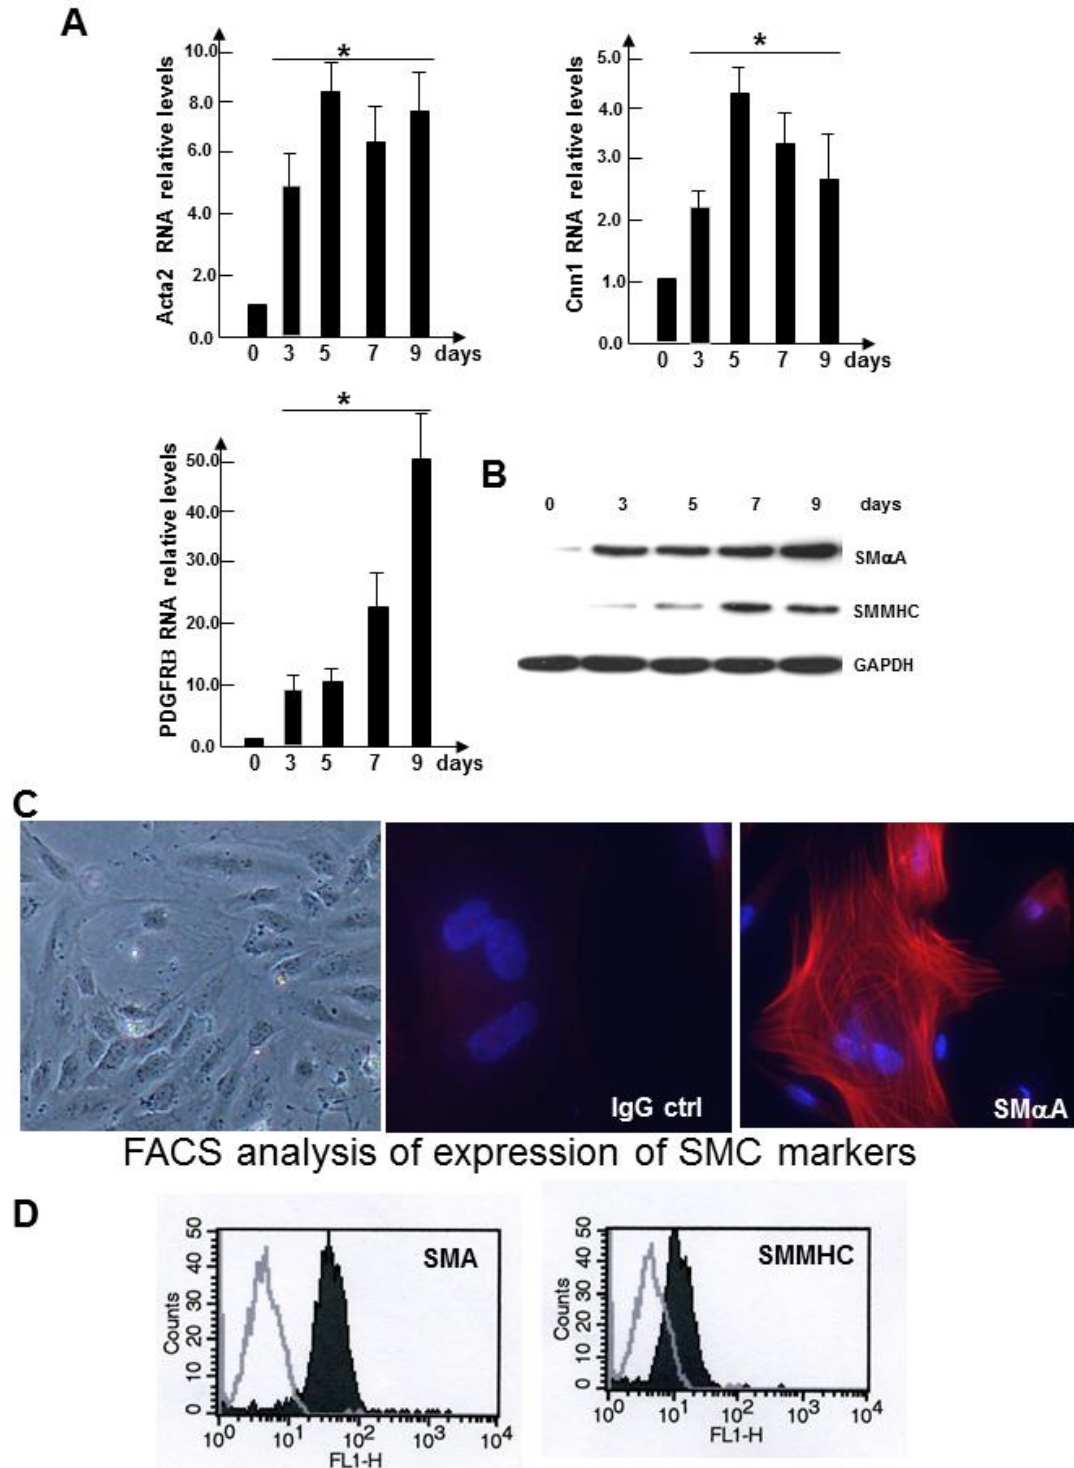 A
Acta2 RNA relative levels
10.0
8.0
6.0
4.0
2.0
0.0
*
0 3 5 7 9 days
Cnn1 RNA relative levels
5.0
4.0
3.0
2.0
1.0
0.0
*
0 3 5 7 9 days
PDGFRB RNA relative levels
50.0
40.0
30.0
20.0
10.0
0.0
*
0 3 5 7 9 days
B
0 3 5 7 9 days
SMαA
SMMHC
GAPDH
C
IgG ctrl
SMαA
FACS analysis of expression of SMC markers
D
SMA
Counts
50
40
30
20
10
0
10⁰ 10¹ 10² 10³ 10⁴
FL1-H
SMMHC
Counts
50
40
30
20
10
0
10⁰ 10¹ 10² 10³ 10⁴
FL1-H